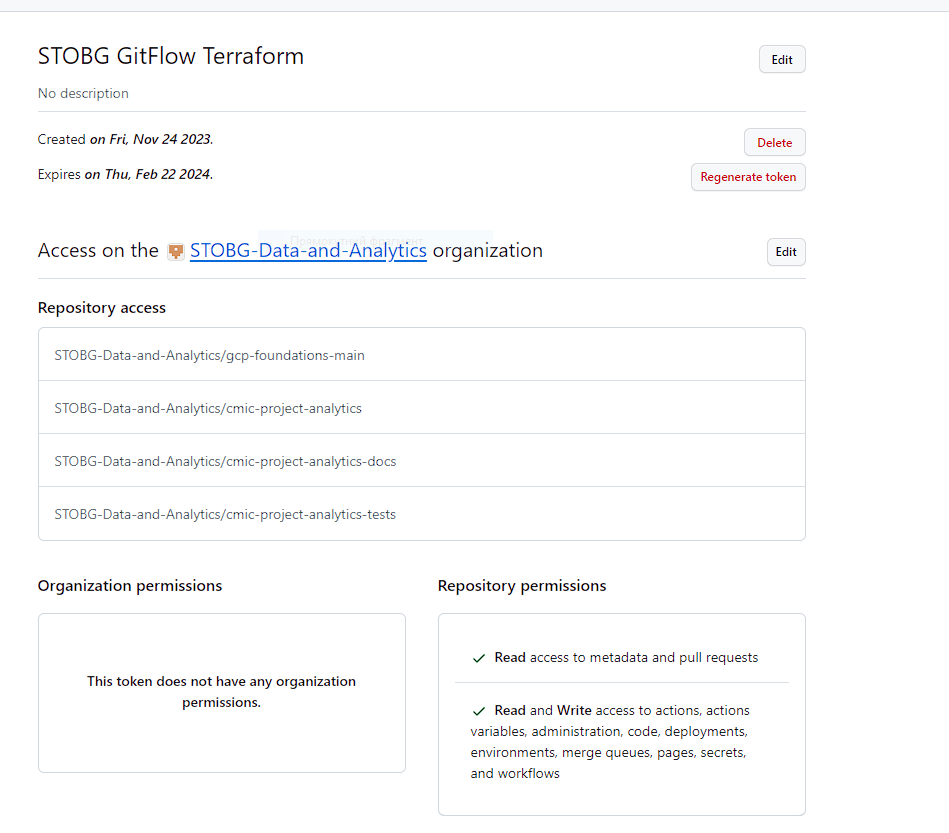 STOBG GitFlow Terraform
Edit
No description
Created on Fri, Nov 24 2023.
Delete
Expires on Thu, Feb 22 2024.
Regenerate token
Access on the STOBG-Data-and-Analytics organization
Edit
Repository access
STOBG-Data-and-Analytics/gcp-foundations-main
STOBG-Data-and-Analytics/cmic-project-analytics
STOBG-Data-and-Analytics/cmic-project-analytics-docs
STOBG-Data-and-Analytics/cmic-project-analytics-tests
Organization permissions
This token does not have any organization
permissions.
Repository permissions
Read access to metadata and pull requests
Read and Write access to actions, actions
variables, administration, code, deployments,
environments, merge queues, pages, secrets,
and workflows